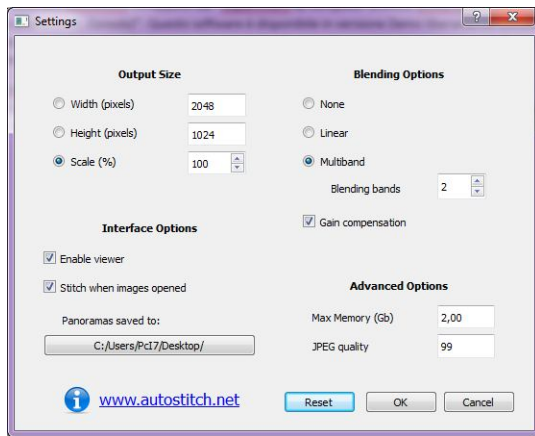 Settings
Output Size
Width (pixels) 2048
Height (pixels) 1024
Scale (%) 100
Blending Options
None
Linear
Multiband
Blending bands 2
Gain compensation
Interface Options
Enable viewer
Stitch when images opened
Panoramas saved to:
C:/Users/PcI7/Desktop/
Advanced Options
Max Memory (Gb) 2,00
JPEG quality 99
www.autostitch.net
Reset OK Cancel